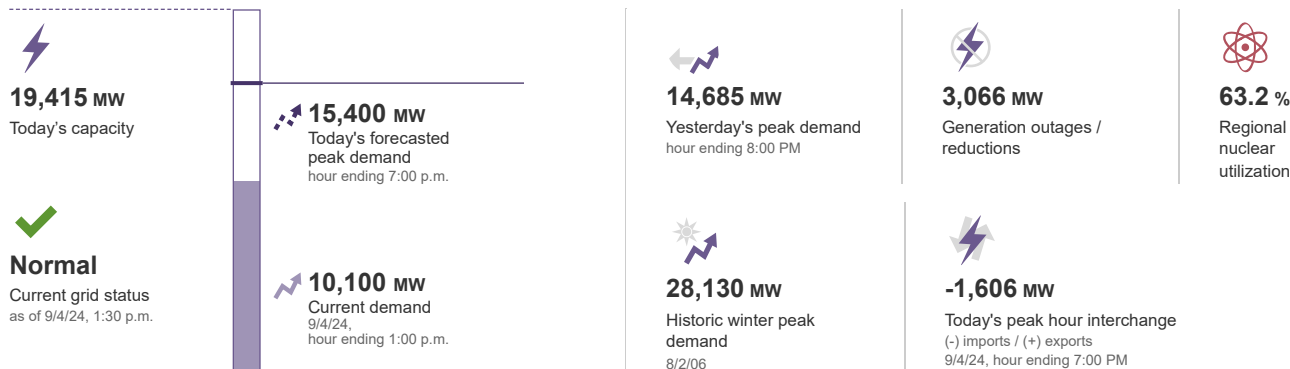 19,415 MW
Today's capacity
Normal
Current grid status
as of 9/4/24, 1:30 p.m.
15,400 MW
Today's forecasted
peak demand
hour ending 7:00 p.m.
10,100 MW
Current demand
9/4/24,
hour ending 1:00 p.m.
14,685 MW
Yesterday's peak demand
hour ending 8:00 PM
3,066 MW
Generation outages /
reductions
63.2 %
Regional
nuclear
utilization
28,130 MW
Historic winter peak
demand
8/2/06
-1,606 MW
Today's peak hour interchange
(-) imports / (+) exports
9/4/24, hour ending 7:00 PM